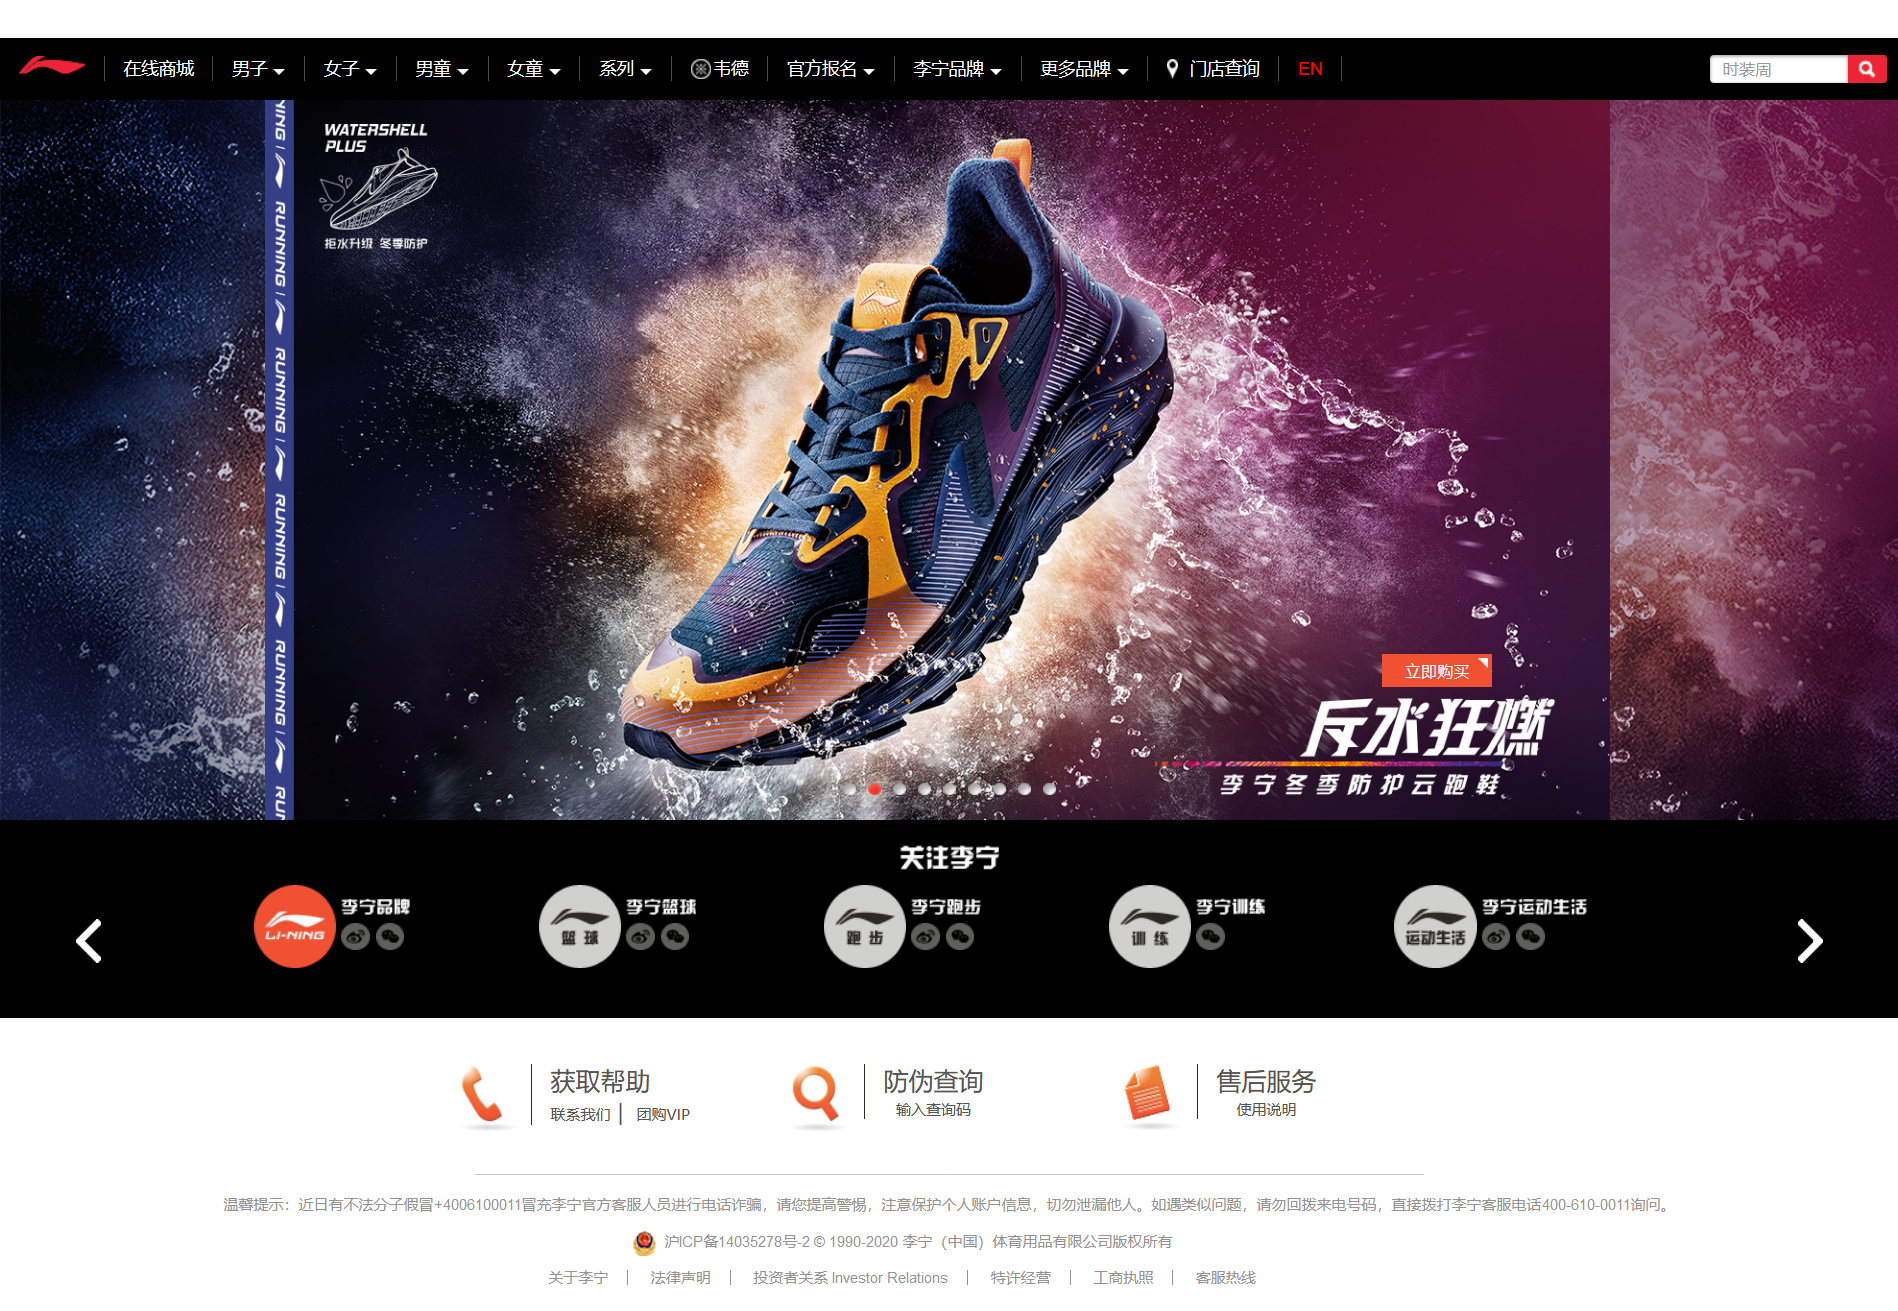 在线商城 男子 女子 男童 女童 系列 韦德 官方报名 李宁品牌 更多品牌 门店查询 EN 时装周
WATERSHELL
PLUS
拒水升级 冬季防护
RUNNING
RUNNING
RUNNING
RUNNING
立即购买
斥水狂燃
李宁冬季防护云跑鞋
关注李宁
LI-NING
李宁品牌
篮球
李宁篮球
跑步
李宁跑步
训练
李宁训练
运动生活
李宁运动生活
获取帮助
联系我们 | 团购VIP
防伪查询
输入查询码
售后服务
使用说明
温馨提示：近日有不法分子假冒+4006100011冒充李宁官方客服人员进行电话诈骗，请您提高警惕，注意保护个人账户信息，切勿泄漏他人。如遇类似问题，请勿回拨来电号码，直接拨打李宁客服电话400-610-0011询问。
沪ICP备14035278号-2 © 1990-2020 李宁（中国）体育用品有限公司版权所有
关于李宁 | 法律声明 | 投资者关系 Investor Relations | 特许经营 | 工商执照 | 客服热线